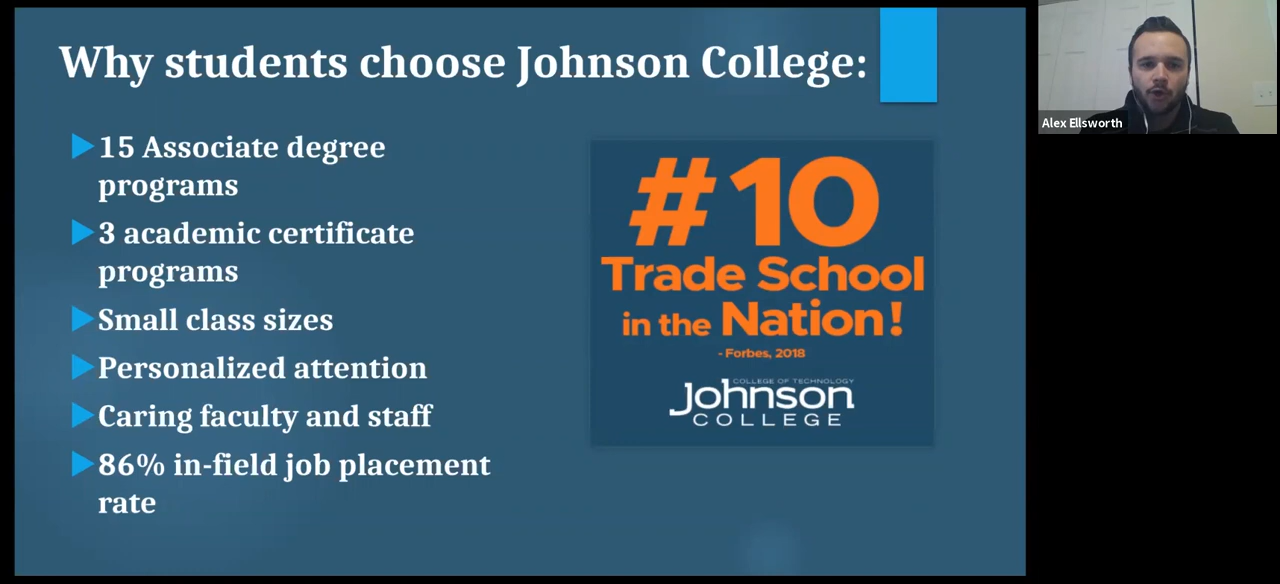 Why students choose Johnson College:
15 Associate degree
programs
3 academic certificate
programs
Small class sizes
Personalized attention
Caring faculty and staff
86% in-field job placement
rate
#10
Trade School
in the Nation!
- Forbes, 2018
COLLEGE OF TECHNOLOGY
Johnson
COLLEGE
Alex Ellsworth